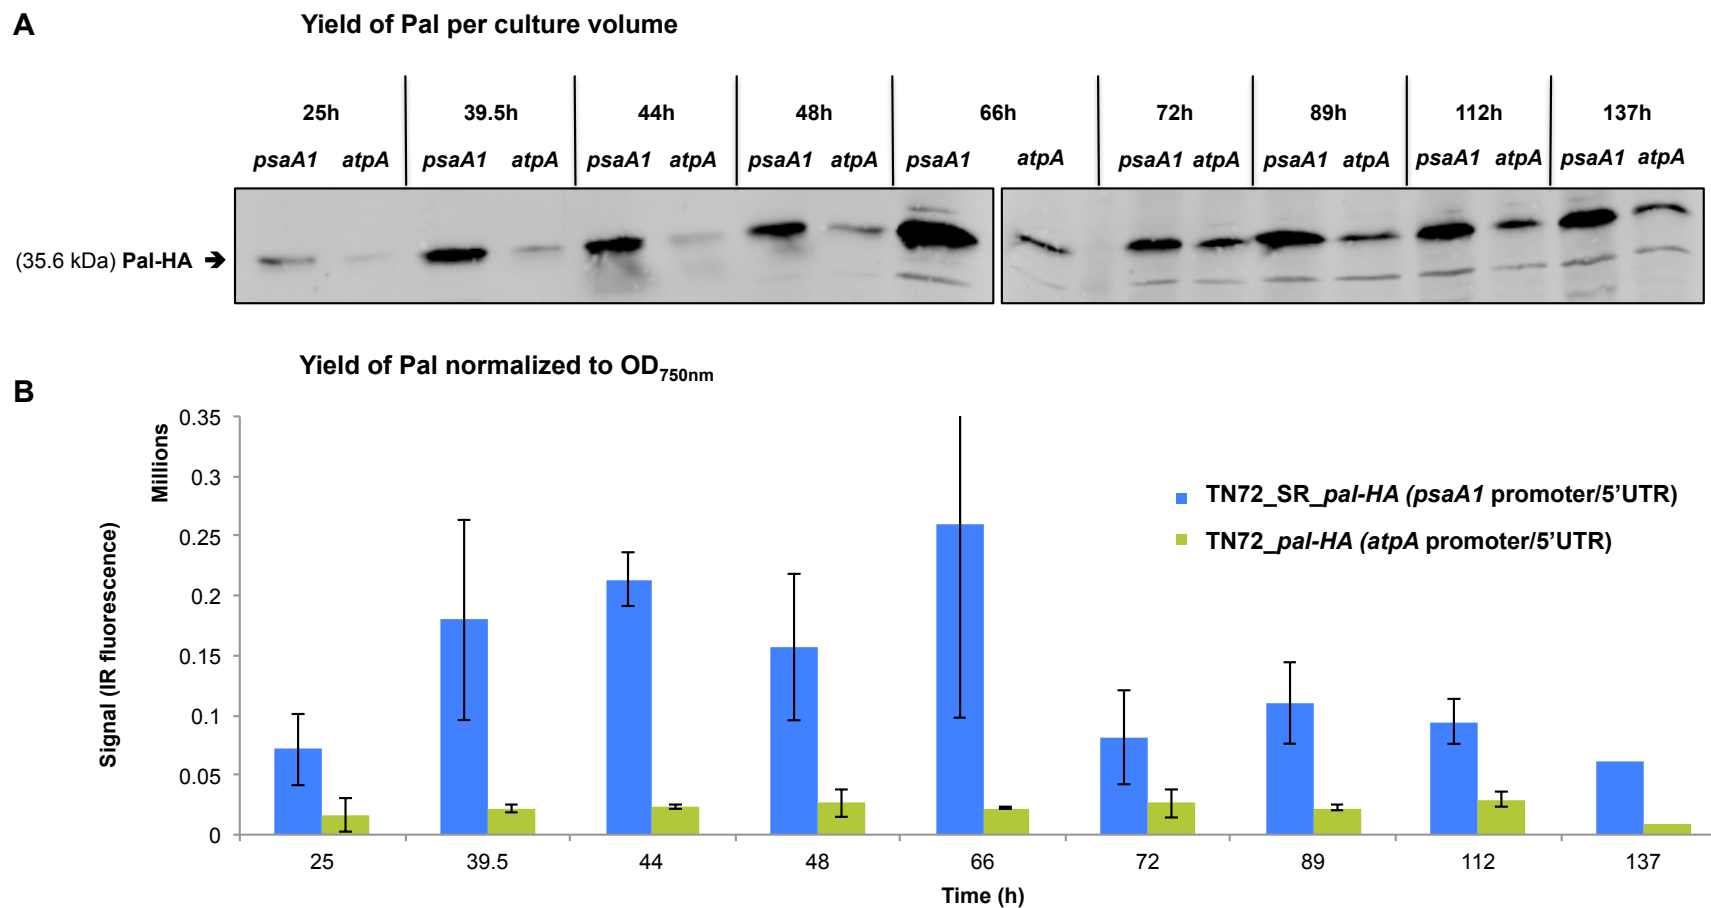 A
Yield of Pal per culture volume
25h 39.5h 44h 48h 66h 72h 89h 112h 137h
psaA1 atpA psaA1 atpA psaA1 atpA psaA1 atpA psaA1 atpA psaA1 atpA psaA1 atpA psaA1 atpA psaA1 atpA
(35.6 kDa) Pal-HA ➔
Yield of Pal normalized to OD750nm
B
Millions
Signal (IR fluorescence)
0.35
0.3
0.25
0.2
0.15
0.1
0.05
0
TN72_SR_pal-HA (psaA1 promoter/5’UTR)
TN72_pal-HA (atpA promoter/5’UTR)
25 39.5 44 48 66 72 89 112 137
Time (h)